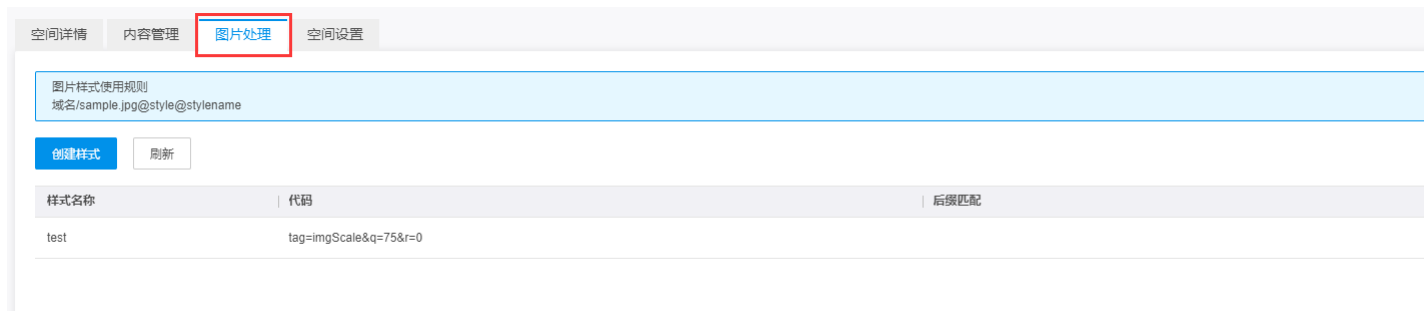 空间详情 内容管理 图片处理 空间设置
图片样式使用规则
域名/sample.jpg@style@stylename
创建样式 刷新
样式名称 代码 后缀匹配
test tag=imgScale&q=75&r=0